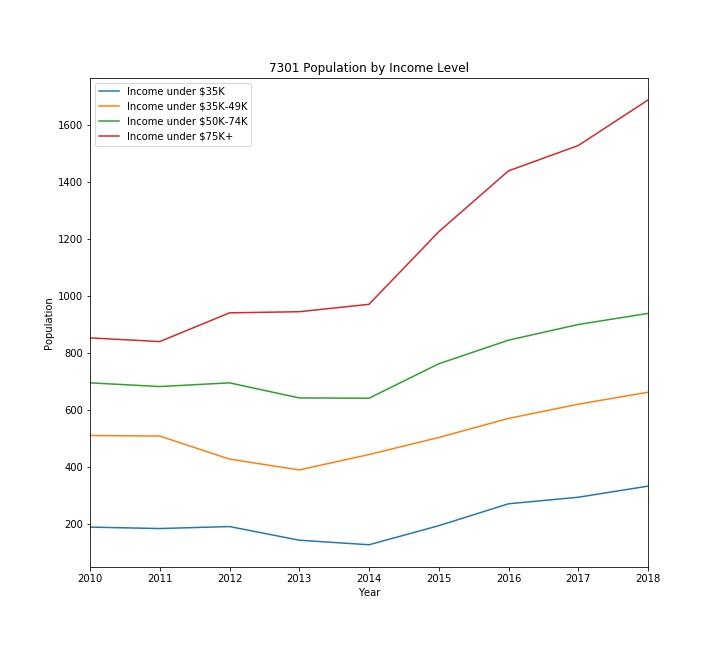 7301 Population by Income Level
Income under $35K
Income under $35K-49K
Income under $50K-74K
Income under $75K+
1600
1400
1200
1000
800
600
400
200
Population
2010 2011 2012 2013 2014 2015 2016 2017 2018
Year